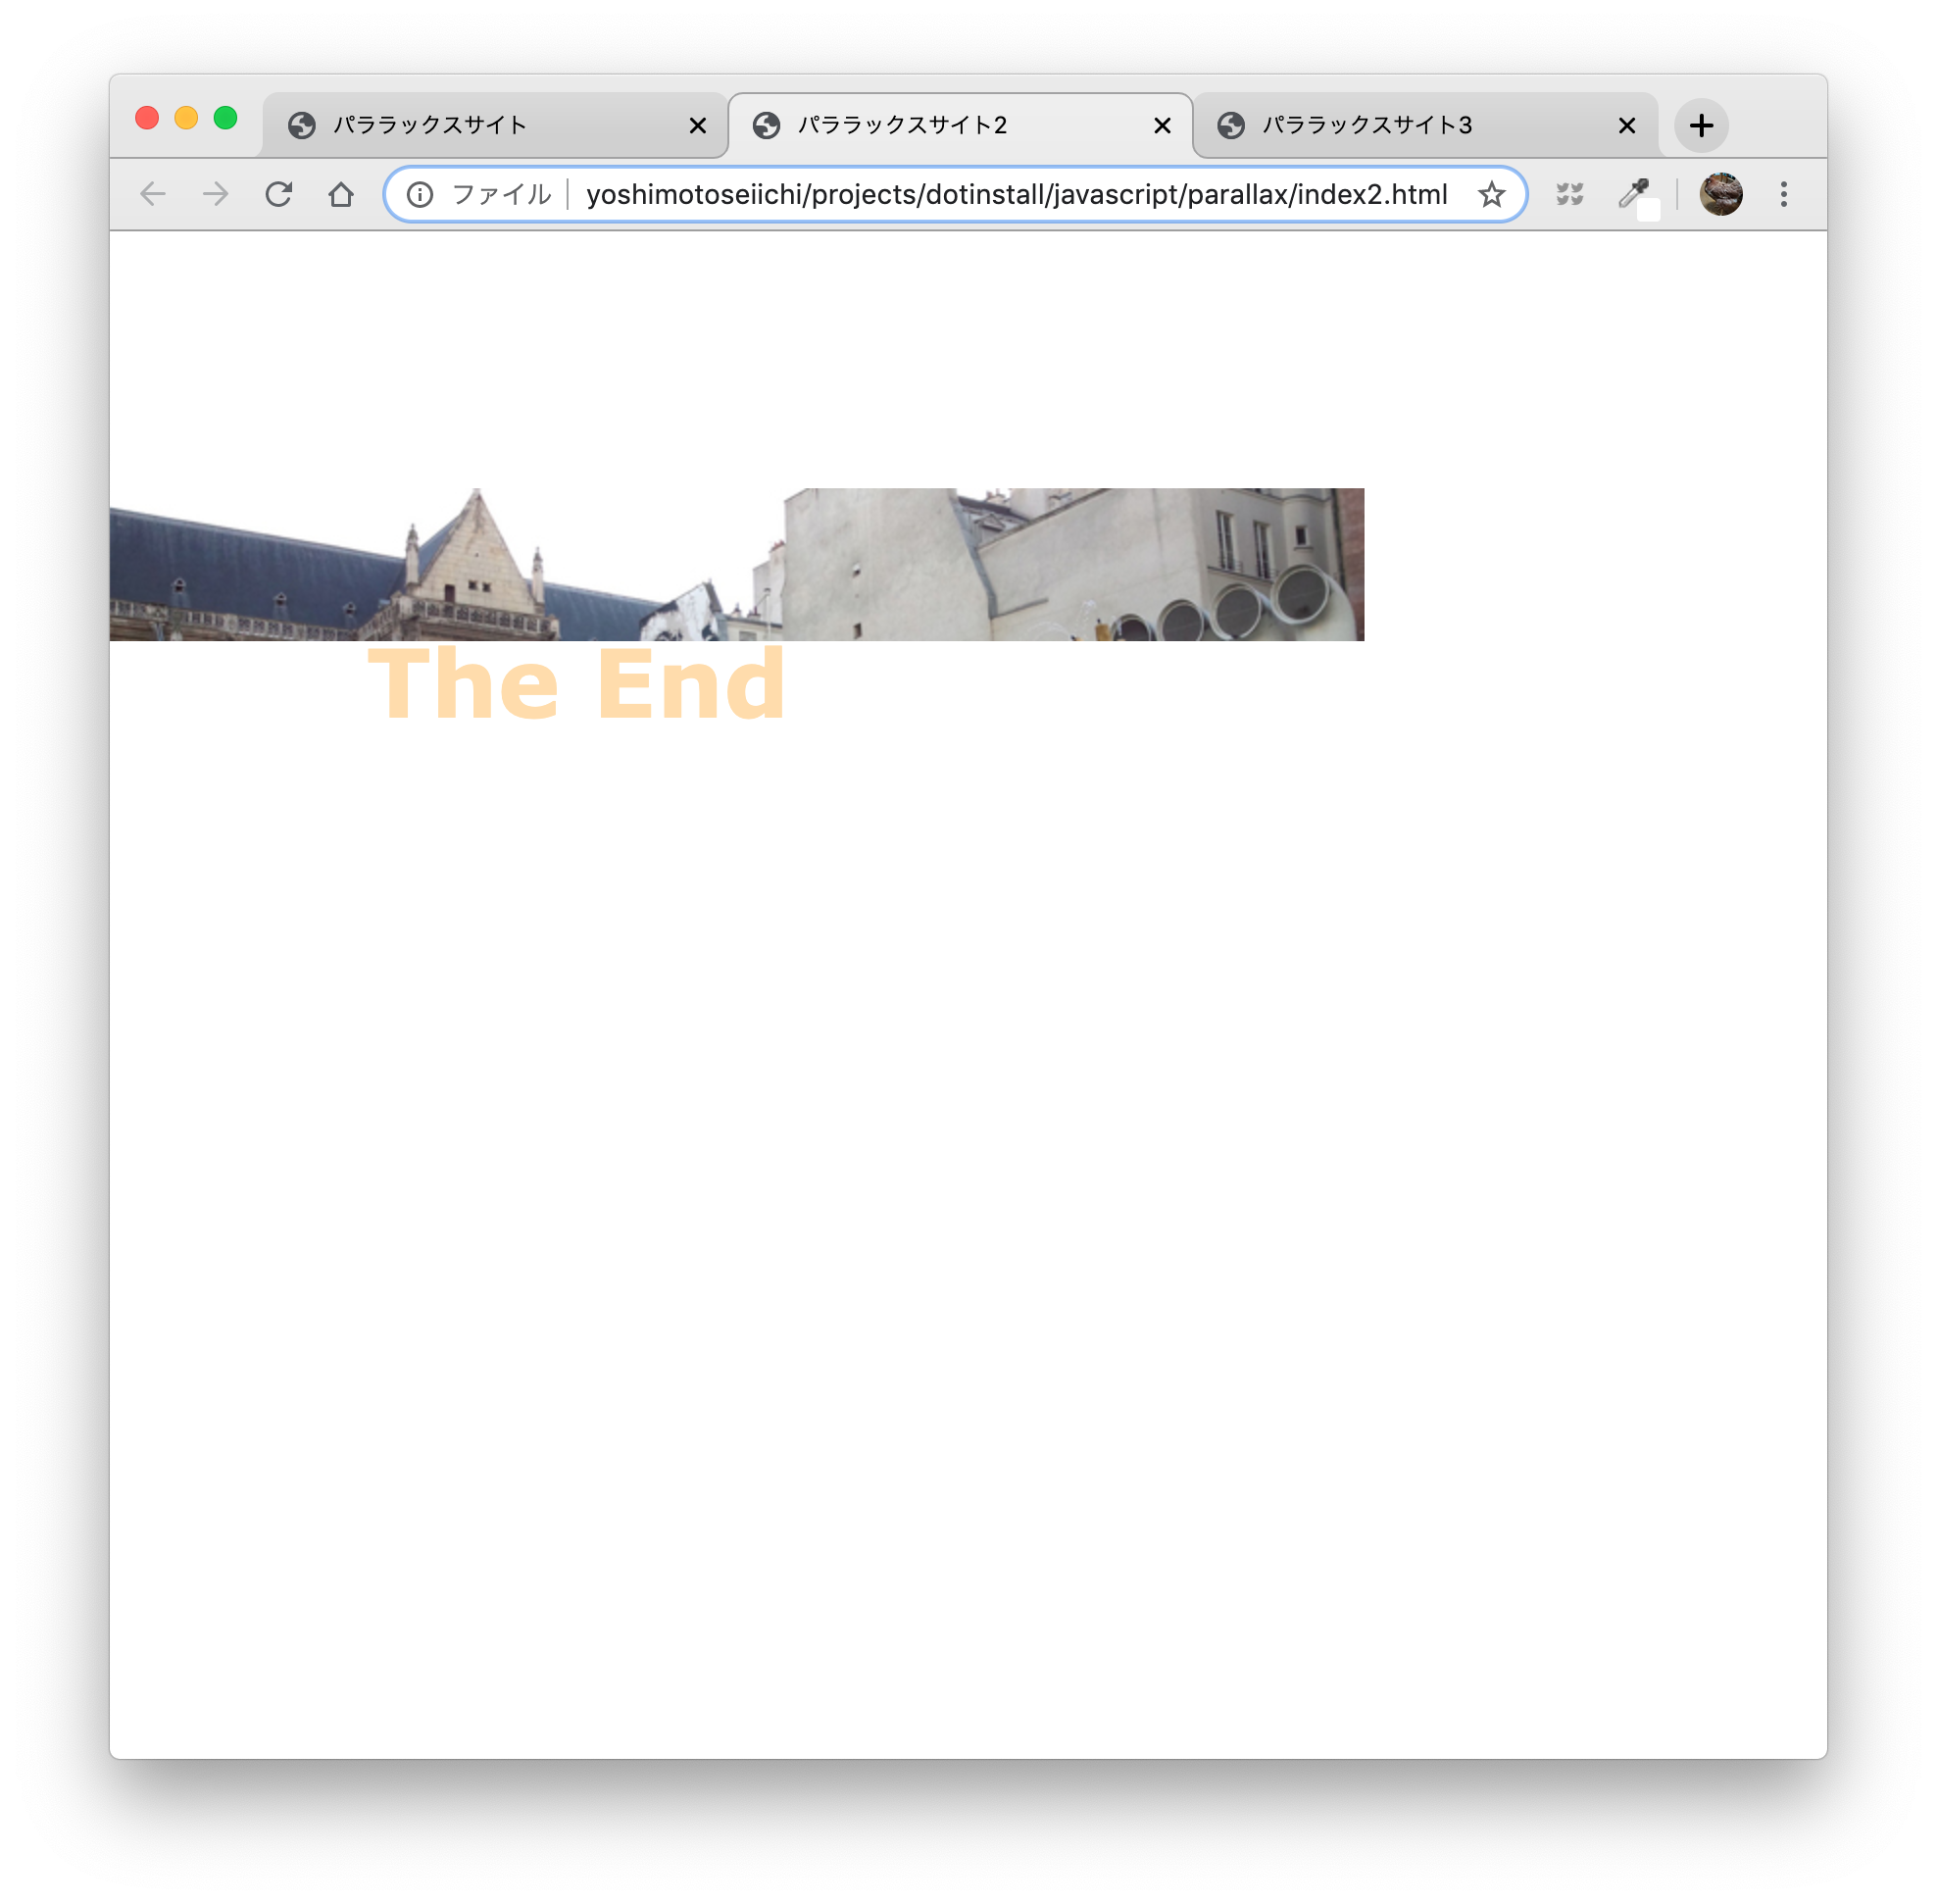 パララックスサイト
パララックスサイト2
パララックスサイト3
ファイル yoshimotoseiichi/projects/dotinstall/javascript/parallax/index2.html
The End